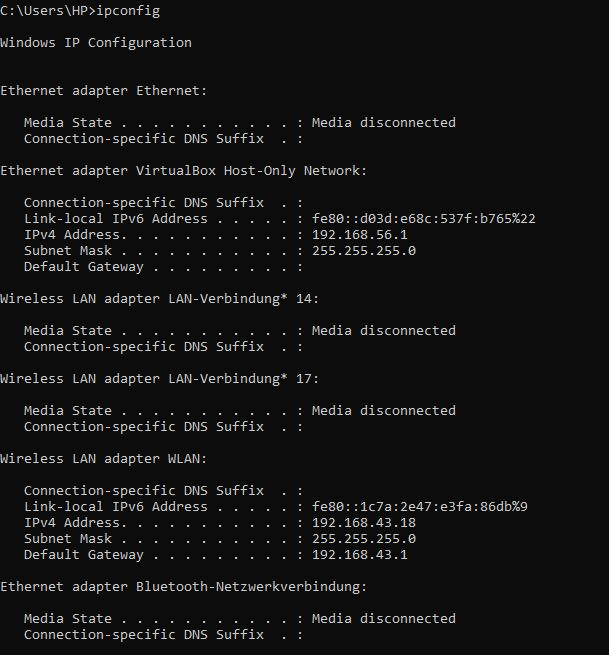 C:\Users\HP>ipconfig
Windows IP Configuration
Ethernet adapter Ethernet:
   Media State . . . . . . . . . . . : Media disconnected
   Connection-specific DNS Suffix  . :
Ethernet adapter VirtualBox Host-Only Network:
   Connection-specific DNS Suffix  . :
   Link-local IPv6 Address . . . . . : fe80::d03d:e68c:537f:b765%22
   IPv4 Address. . . . . . . . . . . : 192.168.56.1
   Subnet Mask . . . . . . . . . . . : 255.255.255.0
   Default Gateway . . . . . . . . . :
Wireless LAN adapter LAN-Verbindung* 14:
   Media State . . . . . . . . . . . : Media disconnected
   Connection-specific DNS Suffix  . :
Wireless LAN adapter LAN-Verbindung* 17:
   Media State . . . . . . . . . . . : Media disconnected
   Connection-specific DNS Suffix  . :
Wireless LAN adapter WLAN:
   Connection-specific DNS Suffix  . :
   Link-local IPv6 Address . . . . . : fe80::1c7a:2e47:e3fa:86db%9
   IPv4 Address. . . . . . . . . . . : 192.168.43.18
   Subnet Mask . . . . . . . . . . . : 255.255.255.0
   Default Gateway . . . . . . . . . : 192.168.43.1
Ethernet adapter Bluetooth-Netzwerkverbindung:
   Media State . . . . . . . . . . . : Media disconnected
   Connection-specific DNS Suffix  . :